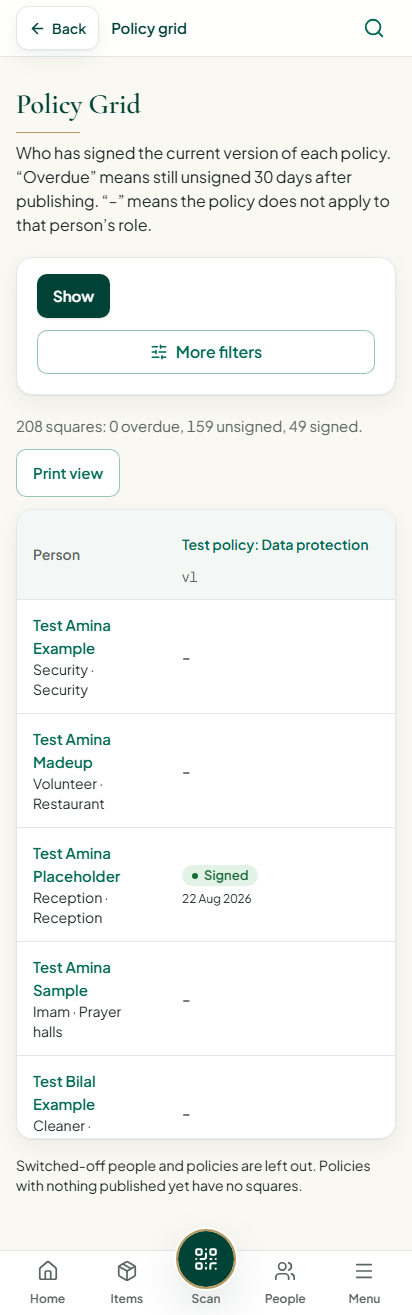 Back
Policy grid
Policy Grid
Who has signed the current version of each policy.
“Overdue” means still unsigned 30 days after
publishing. “–” means the policy does not apply to
that person’s role.
Show
More filters
208 squares: 0 overdue, 159 unsigned, 49 signed.
Print view
Person
Test policy: Data protection
v1
Test Amina
Example
Security ·
Security
–
Test Amina
Madeup
Volunteer ·
Restaurant
–
Test Amina
Placeholder
Reception ·
Reception
Signed
22 Aug 2026
Test Amina
Sample
Imam · Prayer
halls
–
Test Bilal
Example
Cleaner ·
–
Switched-off people and policies are left out. Policies
with nothing published yet have no squares.
Home
Items
Scan
People
Menu